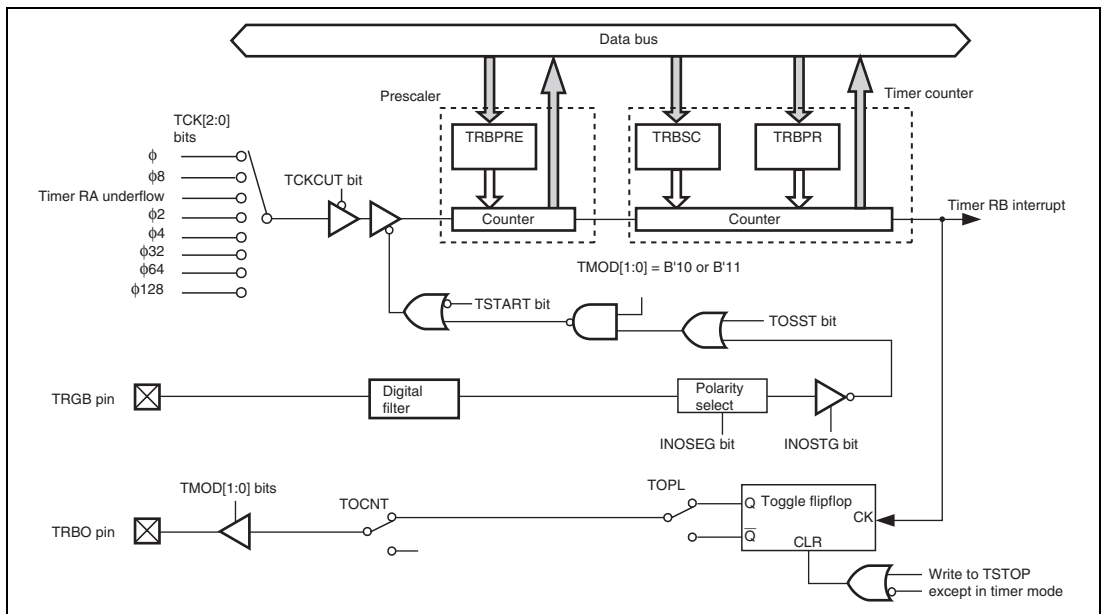 Data bus
Prescaler
Timer counter
TCK[2:0]
bits
TRBPRE
TRBSC
TRBPR
ϕ
ϕ8
Timer RA underflow
ϕ2
ϕ4
ϕ32
ϕ64
ϕ128
TCKCUT bit
Counter
Counter
Timer RB interrupt
TMOD[1:0] = B'10 or B'11
TSTART bit
TOSST bit
TRGB pin
Digital
filter
Polarity
select
INOSEG bit
INOSTG bit
TMOD[1:0] bits
TOCNT
TOPL
Q
Toggle flipflop
CK
TRBO pin
Q̅
CLR
Write to TSTOP
except in timer mode